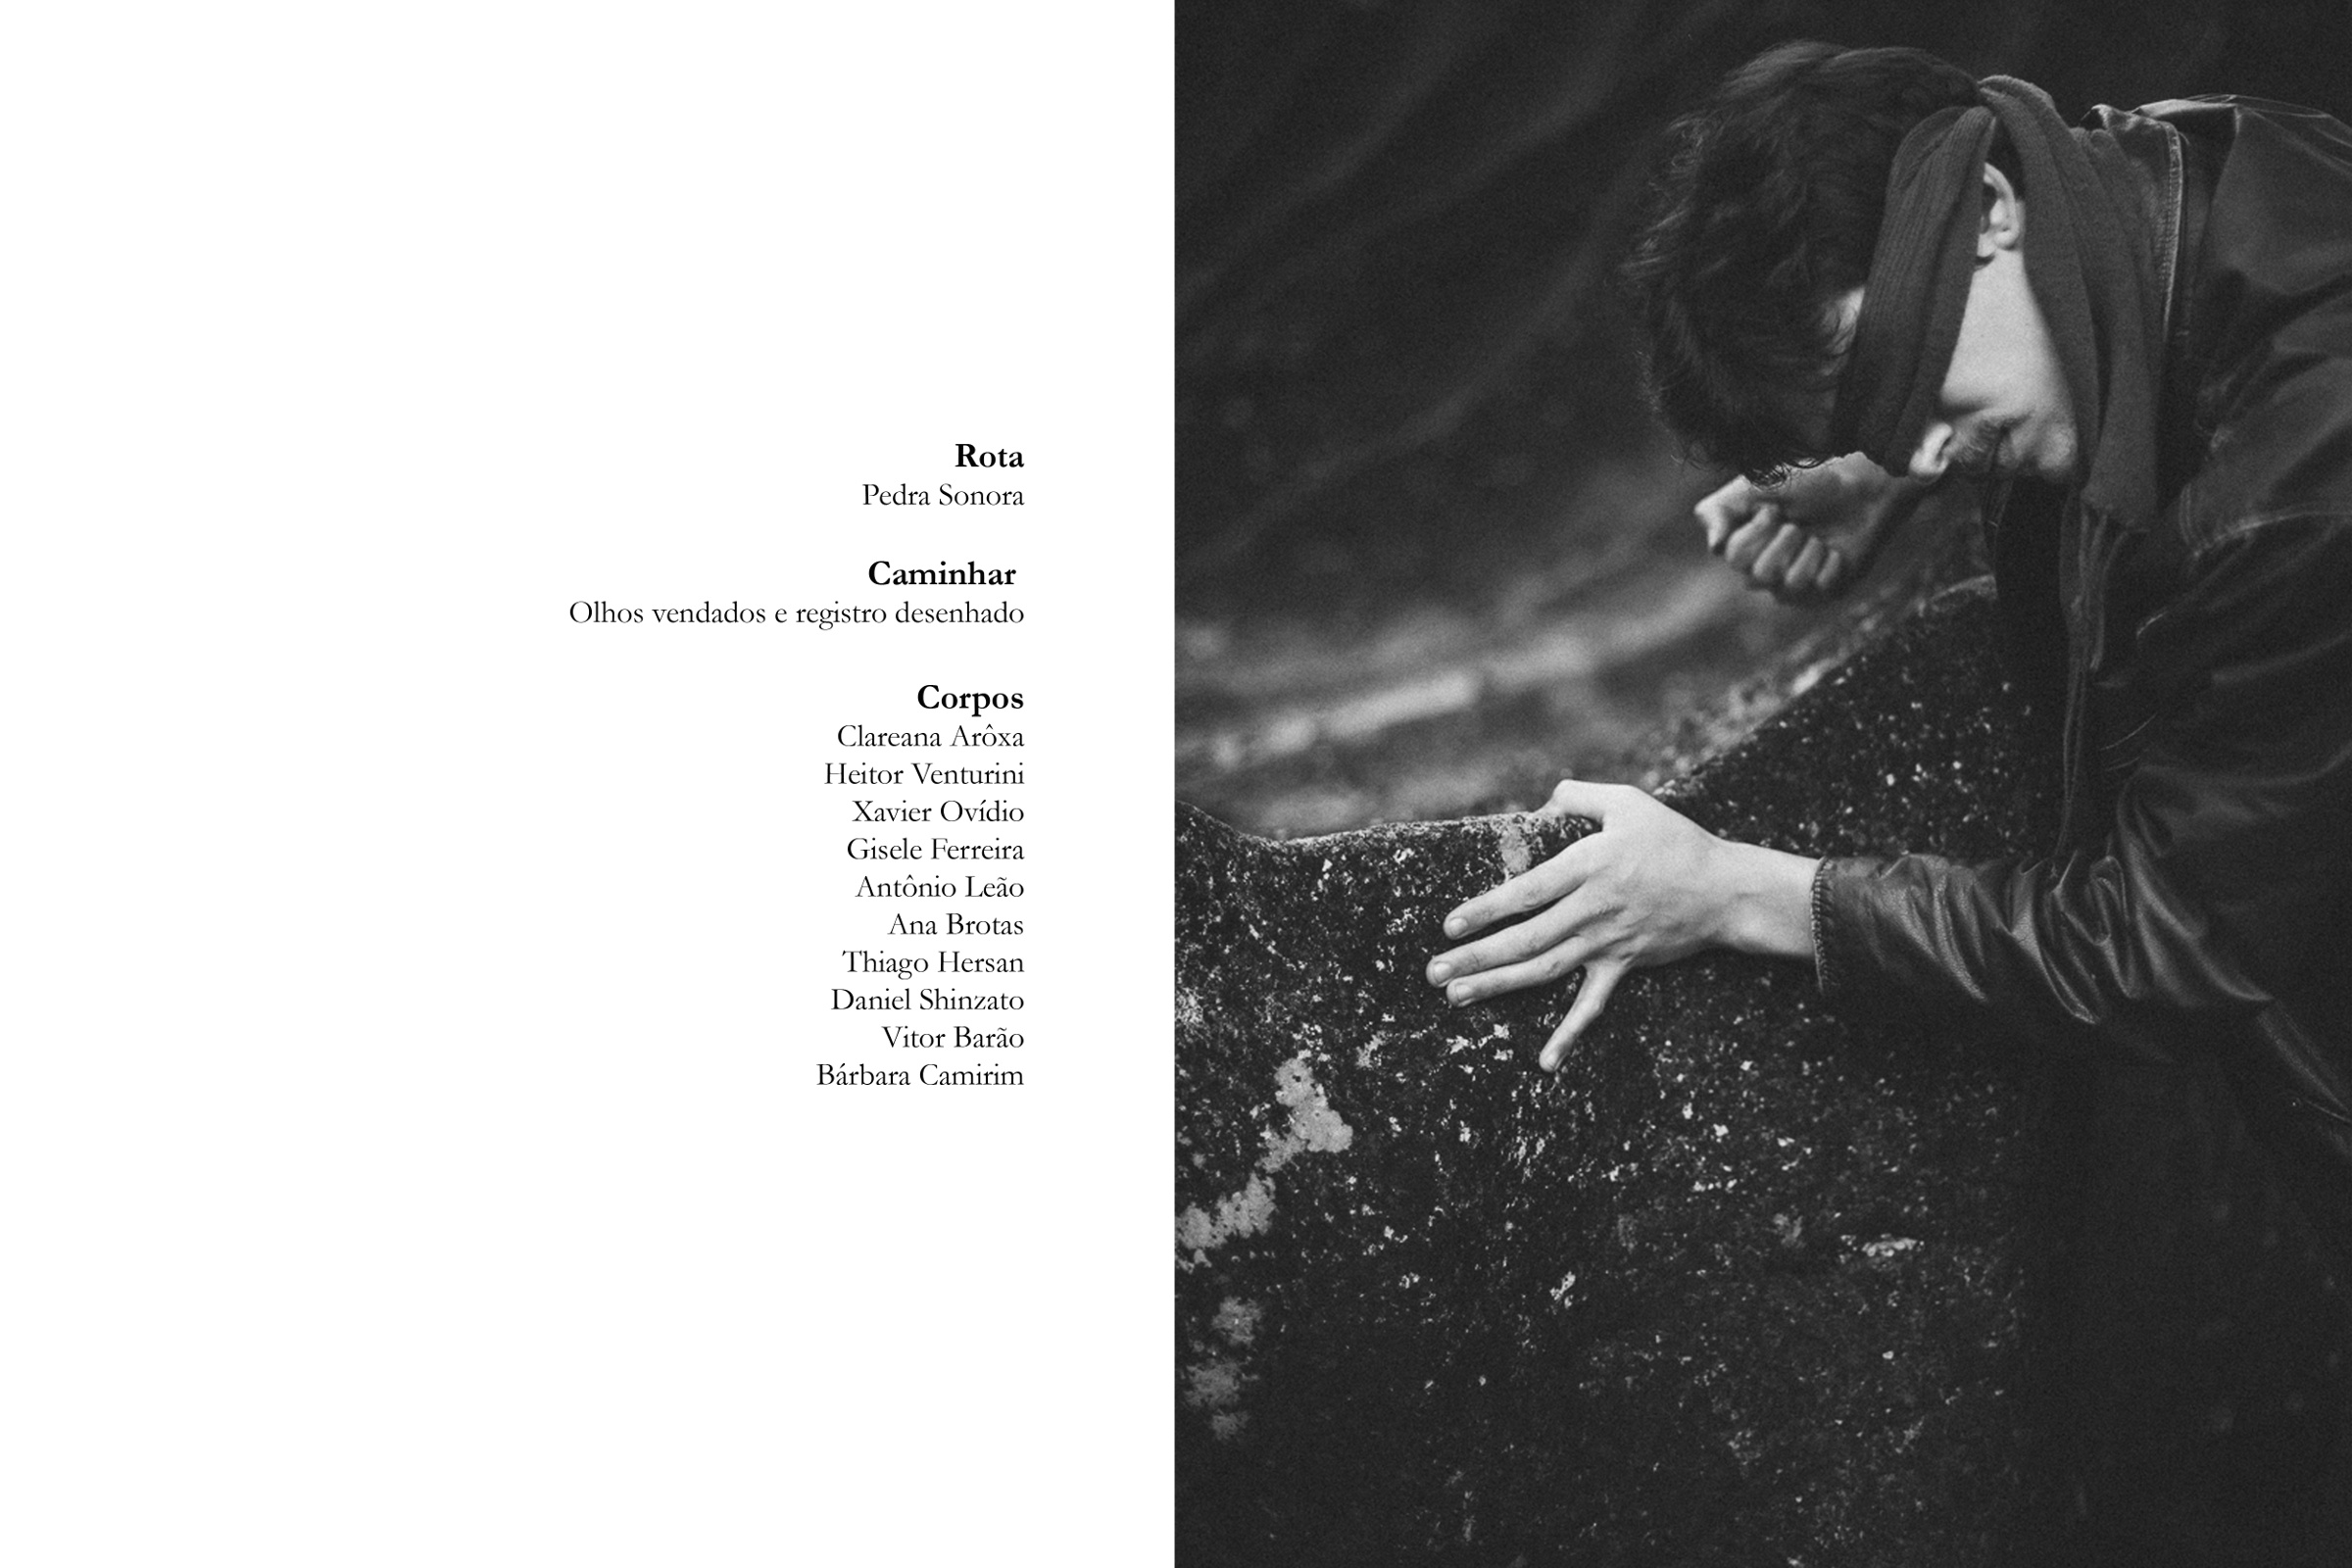 Rota
Pedra Sonora
Caminhar
Olhos vendados e registro desenhado
Corpos
Clareana Arôxa
Heitor Venturini
Xavier Ovídio
Gisele Ferreira
Antônio Leão
Ana Brotas
Thiago Hersan
Daniel Shinzato
Vitor Barão
Bárbara Camirim